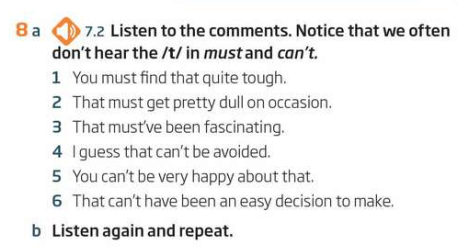 8 a 7.2 Listen to the comments. Notice that we often
don't hear the /t/ in must and can't.
1 You must find that quite tough.
2 That must get pretty dull on occasion.
3 That must've been fascinating.
4 I guess that can't be avoided.
5 You can't be very happy about that.
6 That can't have been an easy decision to make.
b Listen again and repeat.